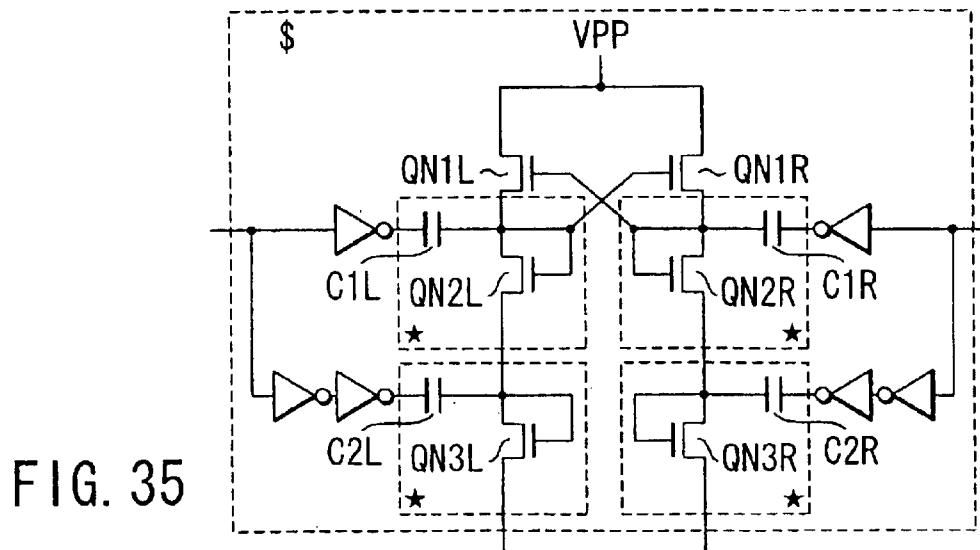 $ VPP
QN1L QN1R
C1L QN2L QN2R C1R
★ ★
C2L QN3L QN3R C2R
★ ★
FIG. 35